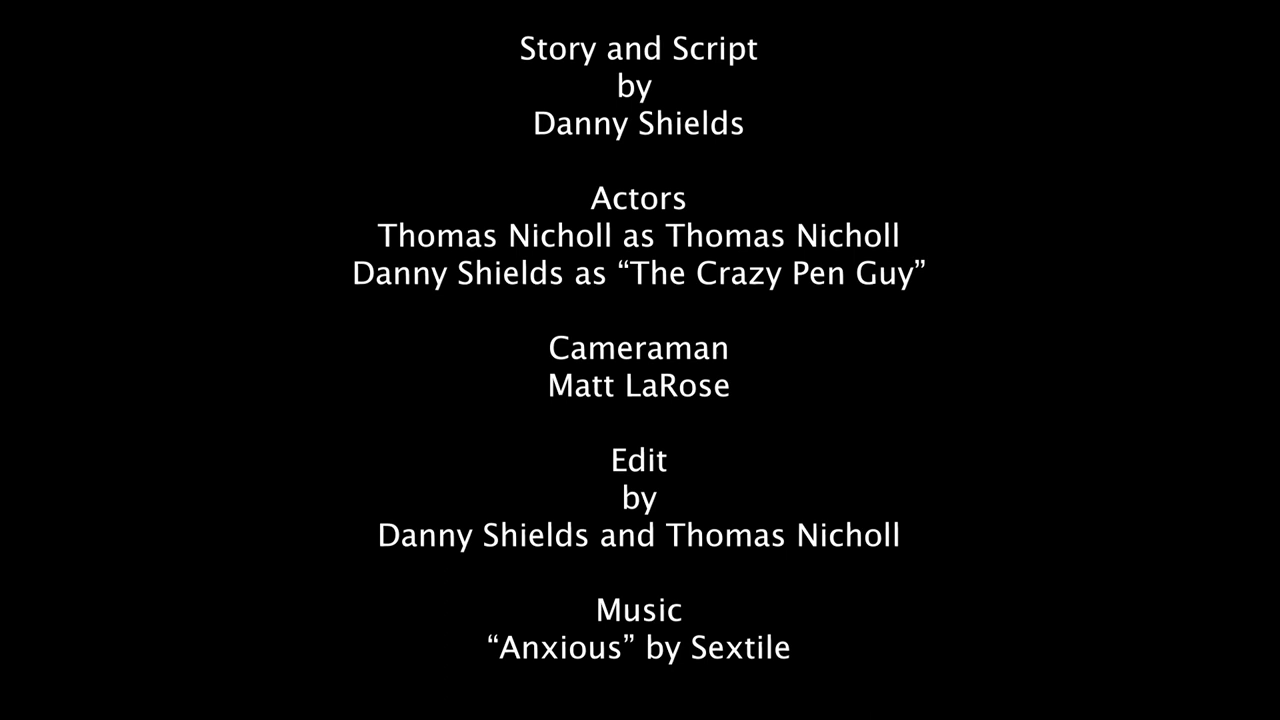 Story and Script
by
Danny Shields
Actors
Thomas Nicholl as Thomas Nicholl
Danny Shields as “The Crazy Pen Guy”
Cameraman
Matt LaRose
Edit
by
Danny Shields and Thomas Nicholl
Music
“Anxious” by Sextile